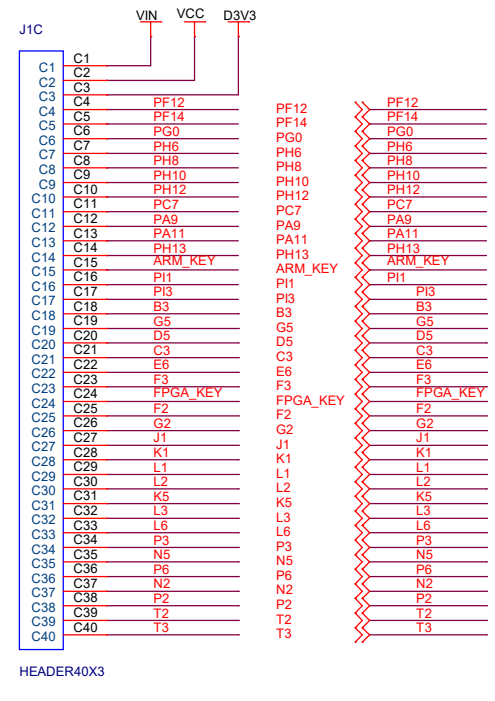 VIN VCC D3V3
J1C
C1 C1
C2 C2
C3 C3
C4 C4 PF12 PF12 PF12
C5 C5 PF14 PF14 PF14
C6 C6 PG0 PG0 PG0
C7 C7 PH6 PH6 PH6
C8 C8 PH8 PH8 PH8
C9 C9 PH10 PH10 PH10
C10 C10 PH12 PH12 PH12
C11 C11 PC7 PC7 PC7
C12 C12 PA9 PA9 PA9
C13 C13 PA11 PA11 PA11
C14 C14 PH13 PH13 PH13
C15 C15 ARM_KEY ARM_KEY ARM_KEY
C16 C16 PI1 PI1 PI1
C17 C17 PI3 PI3 PI3
C18 C18 B3 B3 B3
C19 C19 G5 G5 G5
C20 C20 D5 D5 D5
C21 C21 C3 C3 C3
C22 C22 E6 E6 E6
C23 C23 F3 F3 F3
C24 C24 FPGA_KEY FPGA_KEY FPGA_KEY
C25 C25 F2 F2 F2
C26 C26 G2 G2 G2
C27 C27 J1 J1 J1
C28 C28 K1 K1 K1
C29 C29 L1 L1 L1
C30 C30 L2 L2 L2
C31 C31 K5 K5 K5
C32 C32 L3 L3 L3
C33 C33 L6 L6 L6
C34 C34 P3 P3 P3
C35 C35 N5 N5 N5
C36 C36 P6 P6 P6
C37 C37 N2 N2 N2
C38 C38 P2 P2 P2
C39 C39 T2 T2 T2
C40 C40 T3 T3 T3
HEADER40X3